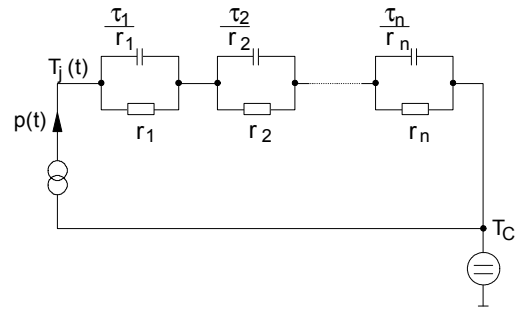 τ1 τ2 τn
r1 r2 rn
Tj(t)
r1 r2 rn
p(t)
TC